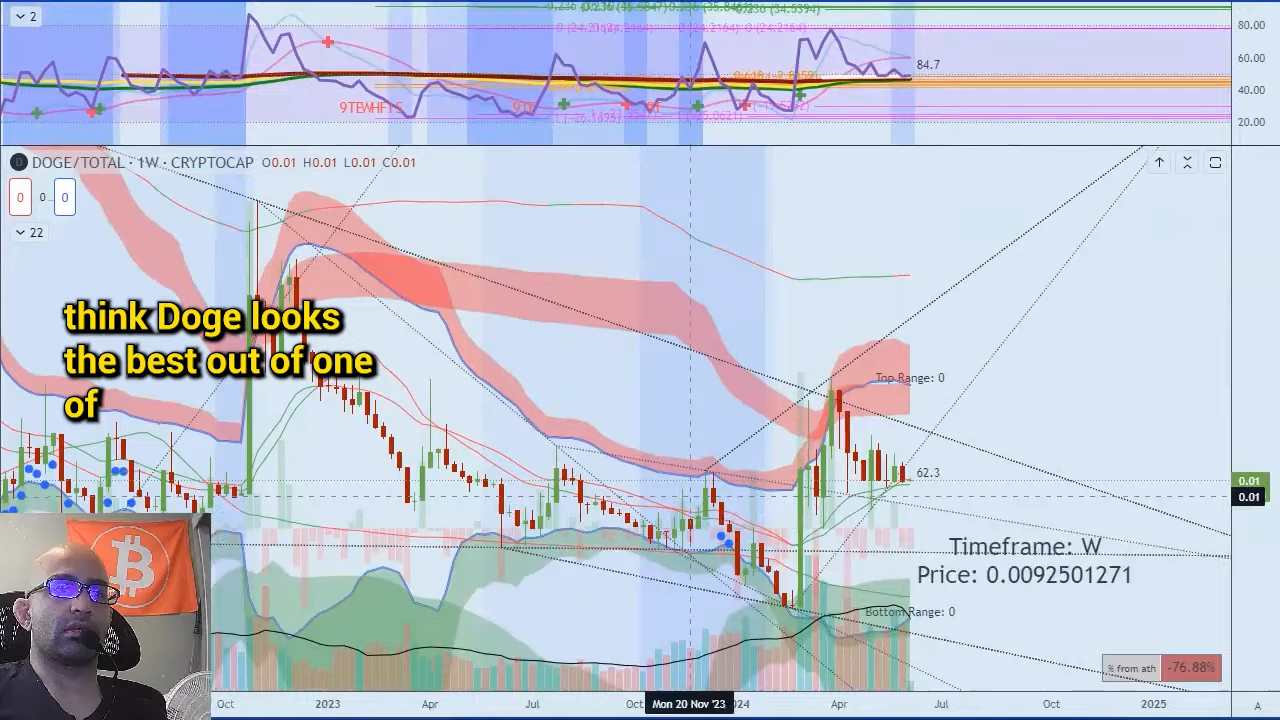 2
80.00
60.00
84.7
40.00
20.00
9TEWHF1S
DOGE/TOTAL · 1W · CRYPTOCAP O0.01 H0.01 L0.01 C0.01
0 0 0
22
think Doge looks
the best out of one
of
Top Range: 0
62.3
0.01
0.01
Timeframe: W
Price: 0.0092501271
Bottom Range: 0
% from ath -76.88%
Oct 2023 Apr Jul Oct Mon 20 Nov '23 Apr Jul Oct 2025 A